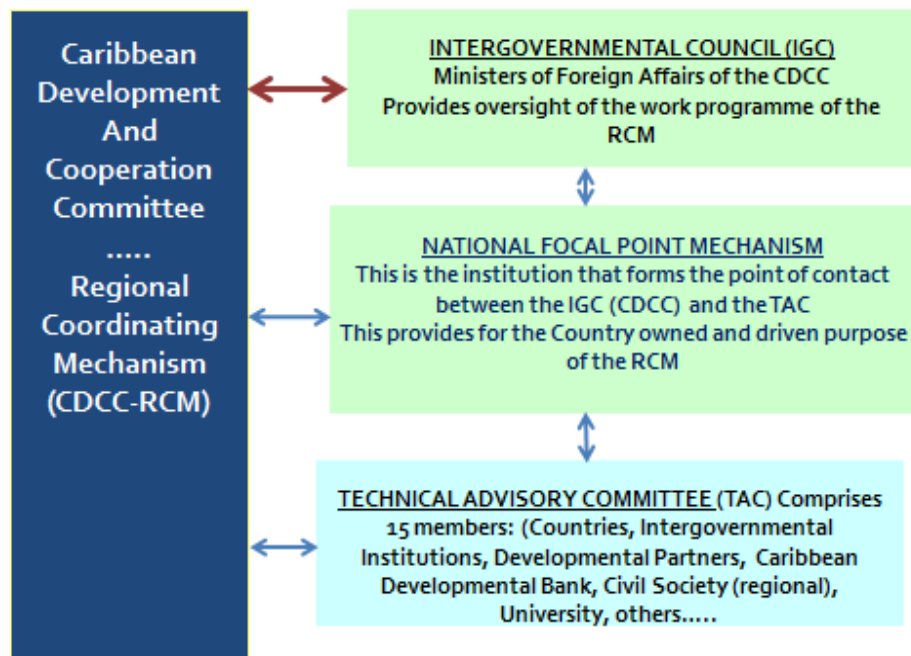 Caribbean
Development
And
Cooperation
Committee
.....
Regional
Coordinating
Mechanism
(CDCC-RCM)
INTERGOVERNMENTAL COUNCIL (IGC)
Ministers of Foreign Affairs of the CDCC
Provides oversight of the work programme of the
RCM
NATIONAL FOCAL POINT MECHANISM
This is the institution that forms the point of contact
between the IGC (CDCC) and the TAC
This provides for the Country owned and driven purpose
of the RCM
TECHNICAL ADVISORY COMMITTEE (TAC) Comprises
15 members: (Countries, Intergovernmental
Institutions, Developmental Partners, Caribbean
Developmental Bank, Civil Society (regional),
University, others.....